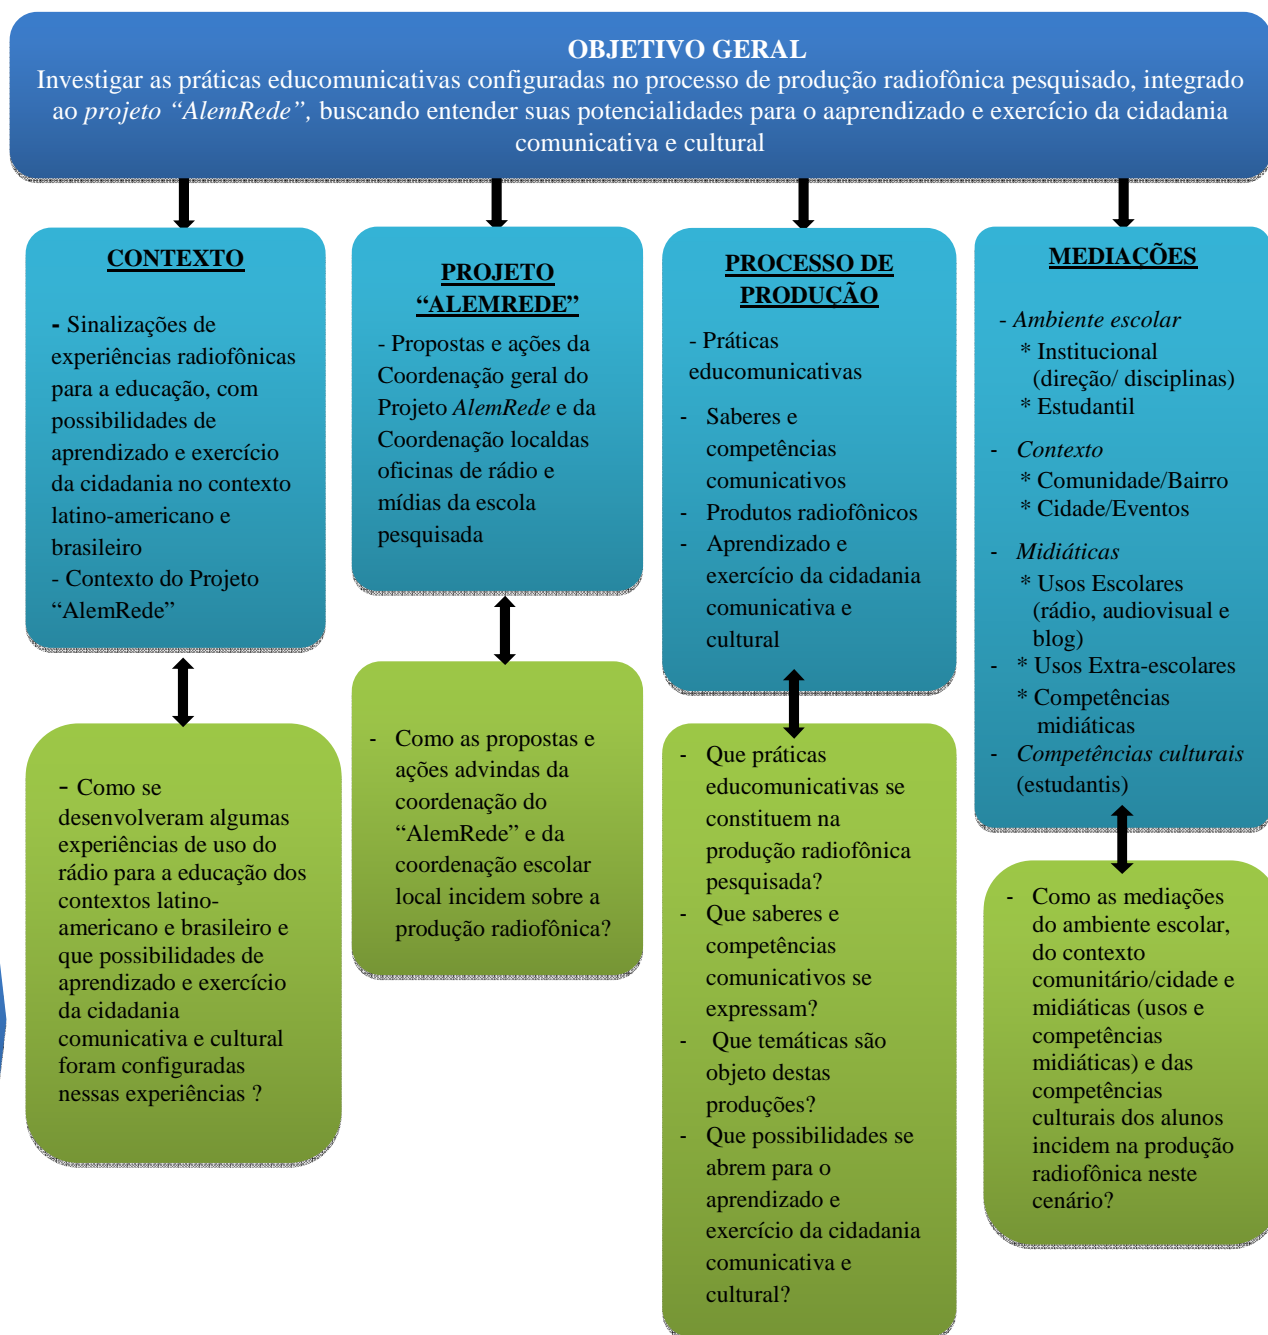 OBJETIVO GERAL
Investigar as práticas educomunicativas configuradas no processo de produção radiofônica pesquisado, integrado
ao projeto “AlemRede”, buscando entender suas potencialidades para o aaprendizado e exercício da cidadania
comunicativa e cultural
CONTEXTO
- Sinalizações de
experiências radiofônicas
para a educação, com
possibilidades de
aprendizado e exercício
da cidadania no contexto
latino-americano e
brasileiro
- Contexto do Projeto
“AlemRede”
PROJETO
“ALEMREDE”
- Propostas e ações da
Coordenação geral do
Projeto AlemRede e da
Coordenação localdas
oficinas de rádio e
mídias da escola
pesquisada
PROCESSO DE
PRODUÇÃO
- Práticas
educomunicativas
- Saberes e
competências
comunicativos
- Produtos radiofônicos
- Aprendizado e
exercício da cidadania
comunicativa e
cultural
MEDIAÇÕES
- Ambiente escolar
* Institucional
(direção/ disciplinas)
* Estudantil
- Contexto
* Comunidade/Bairro
* Cidade/Eventos
- Midiáticas
* Usos Escolares
(rádio, audiovisual e
blog)
- * Usos Extra-escolares
* Competências
midiáticas
- Competências culturais
(estudantis)
- Como se
desenvolveram algumas
experiências de uso do
rádio para a educação dos
contextos latino-
americano e brasileiro e
que possibilidades de
aprendizado e exercício
da cidadania
comunicativa e cultural
foram configuradas
nessas experiências ?
- Como as propostas e
ações advindas da
coordenação do
“AlemRede” e da
coordenação escolar
local incidem sobre a
produção radiofônica?
- Que práticas
educomunicativas se
constituem na
produção radiofônica
pesquisada?
- Que saberes e
competências
comunicativos se
expressam?
- Que temáticas são
objeto destas
produções?
- Que possibilidades se
abrem para o
aprendizado e
exercício da cidadania
comunicativa e
cultural?
- Como as mediações
do ambiente escolar,
do contexto
comunitário/cidade e
midiáticas (usos e
competências
midiáticas) e das
competências
culturais dos alunos
incidem na produção
radiofônica neste
cenário?